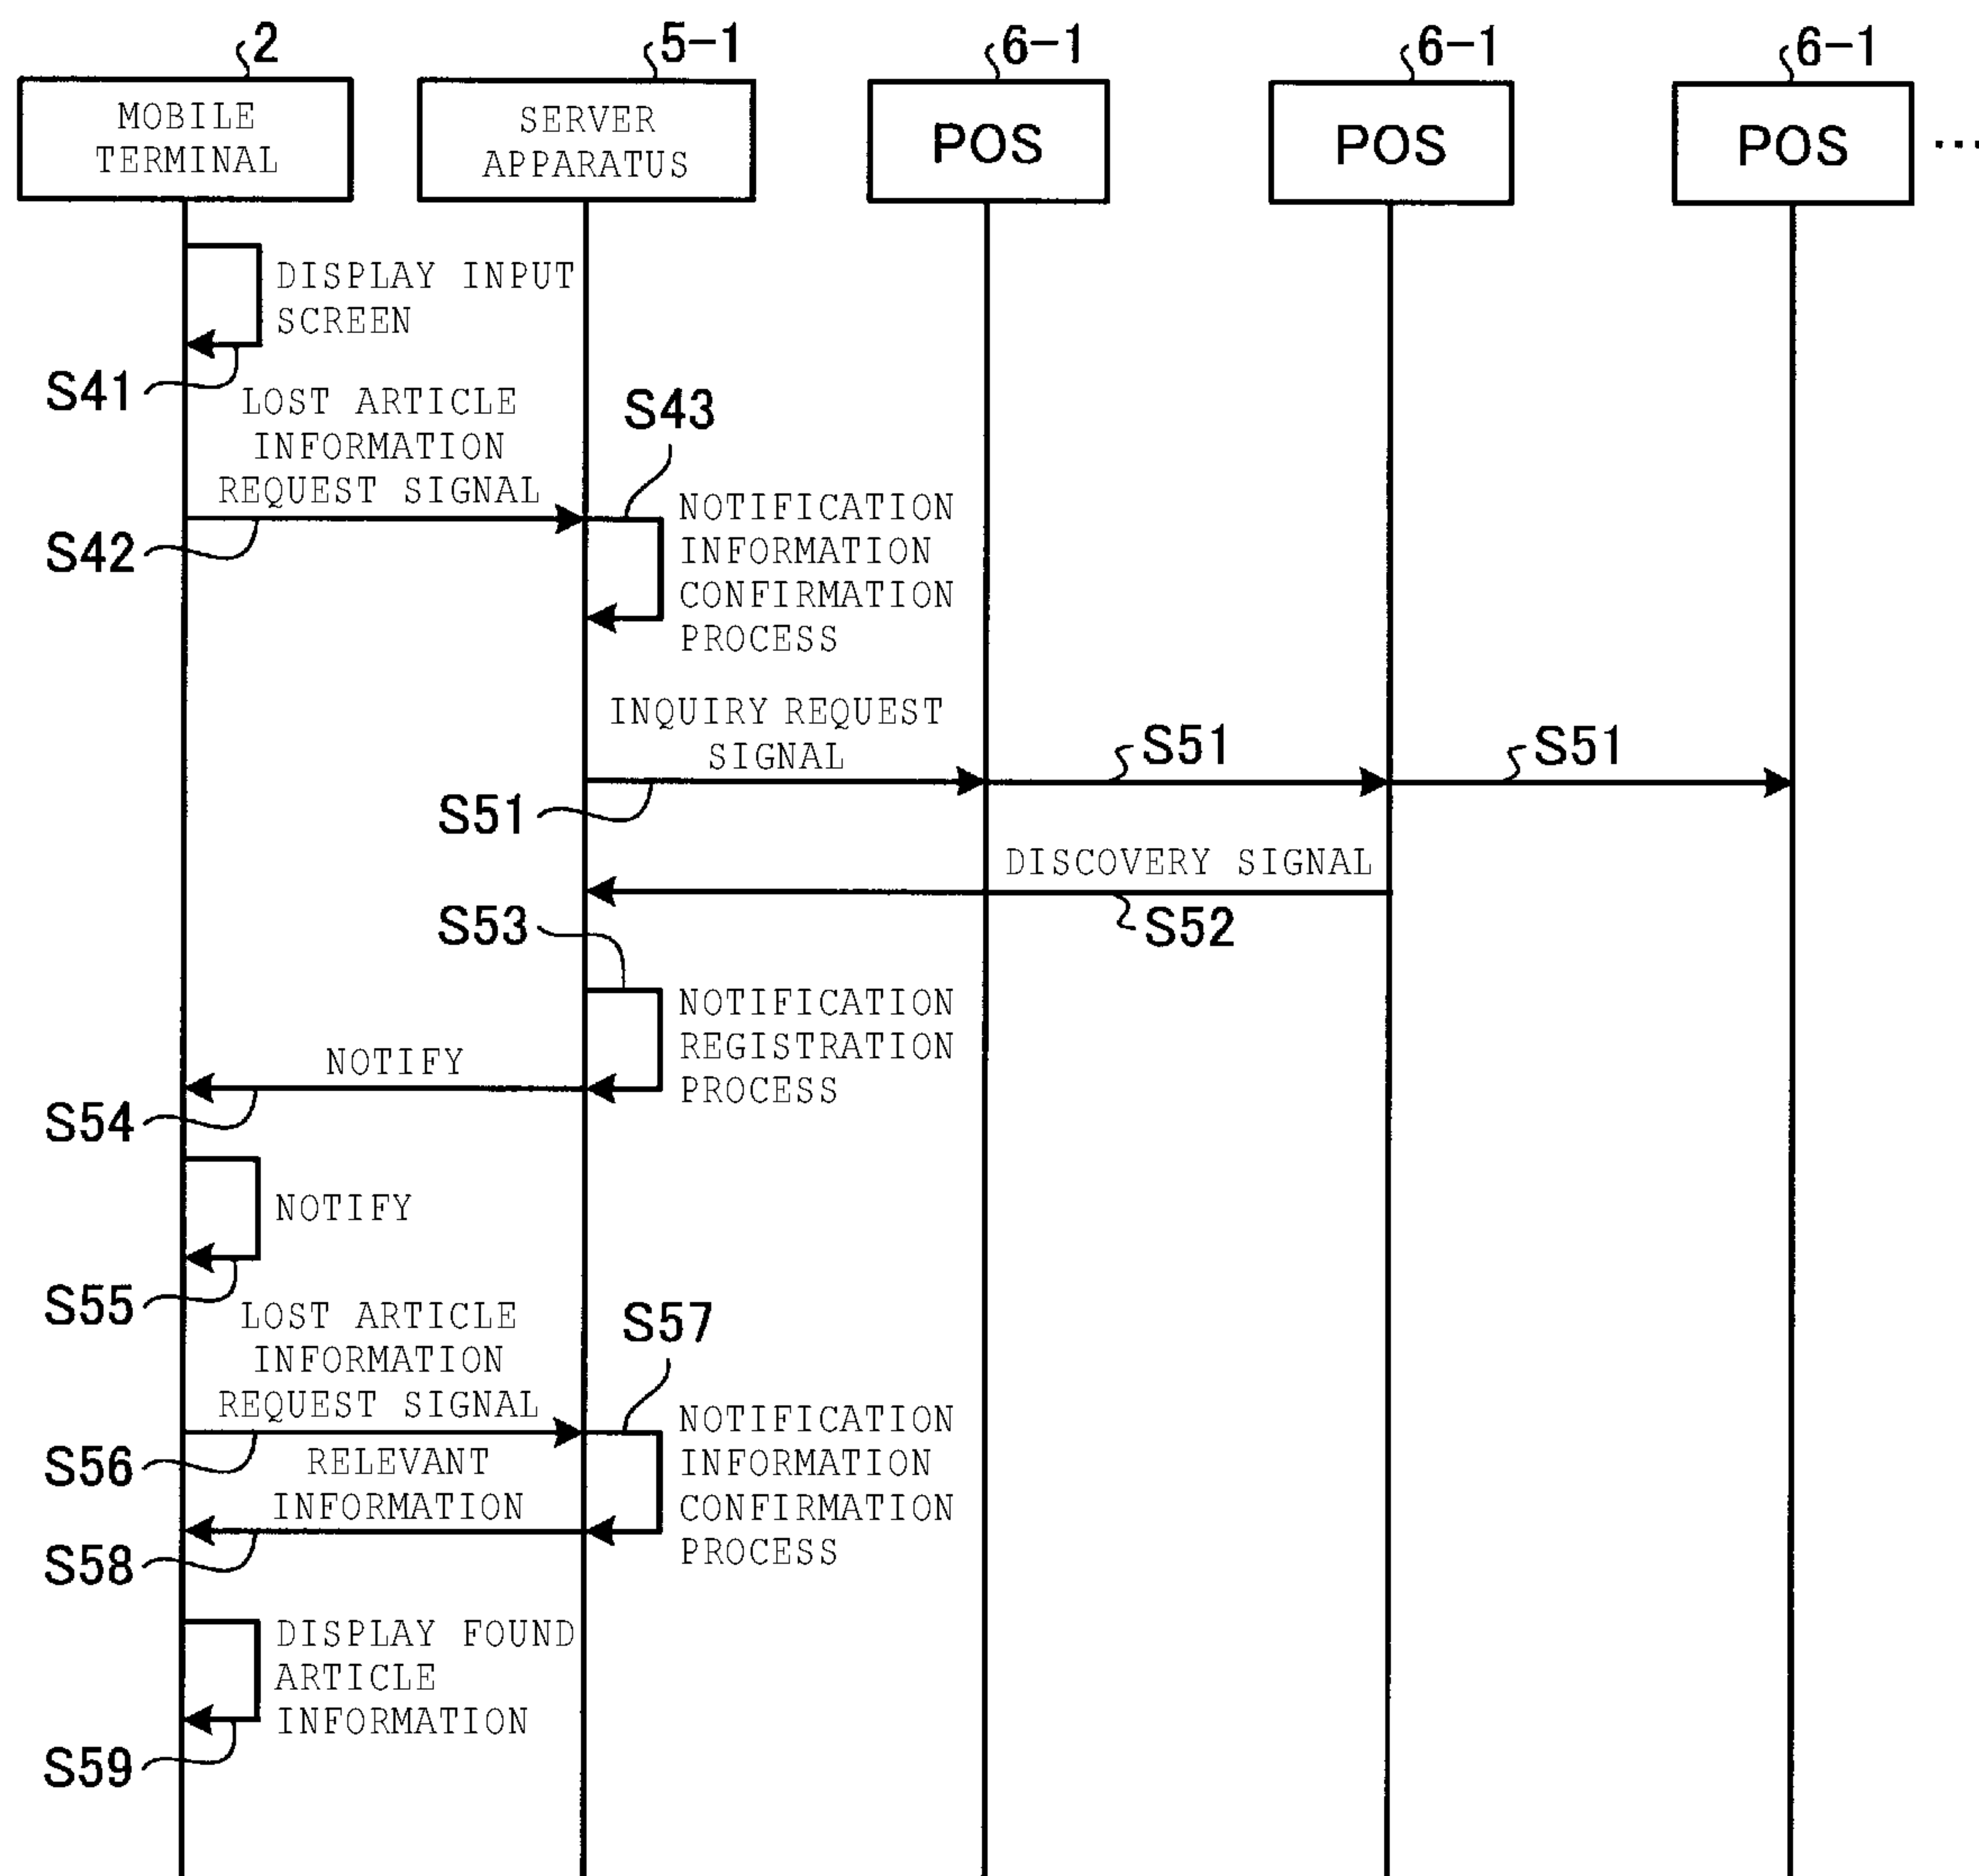 2
5-1
6-1
6-1
6-1
MOBILE
TERMINAL
SERVER
APPARATUS
POS
POS
POS
...
DISPLAY INPUT
SCREEN
S41
LOST ARTICLE
INFORMATION
REQUEST SIGNAL
S42
S43
NOTIFICATION
INFORMATION
CONFIRMATION
PROCESS
INQUIRY REQUEST
SIGNAL
S51
S51
S51
DISCOVERY SIGNAL
S52
S53
NOTIFICATION
REGISTRATION
PROCESS
NOTIFY
S54
NOTIFY
S55
LOST ARTICLE
INFORMATION
REQUEST SIGNAL
S56
S57
NOTIFICATION
INFORMATION
CONFIRMATION
PROCESS
RELEVANT
INFORMATION
S58
DISPLAY FOUND
ARTICLE
INFORMATION
S59